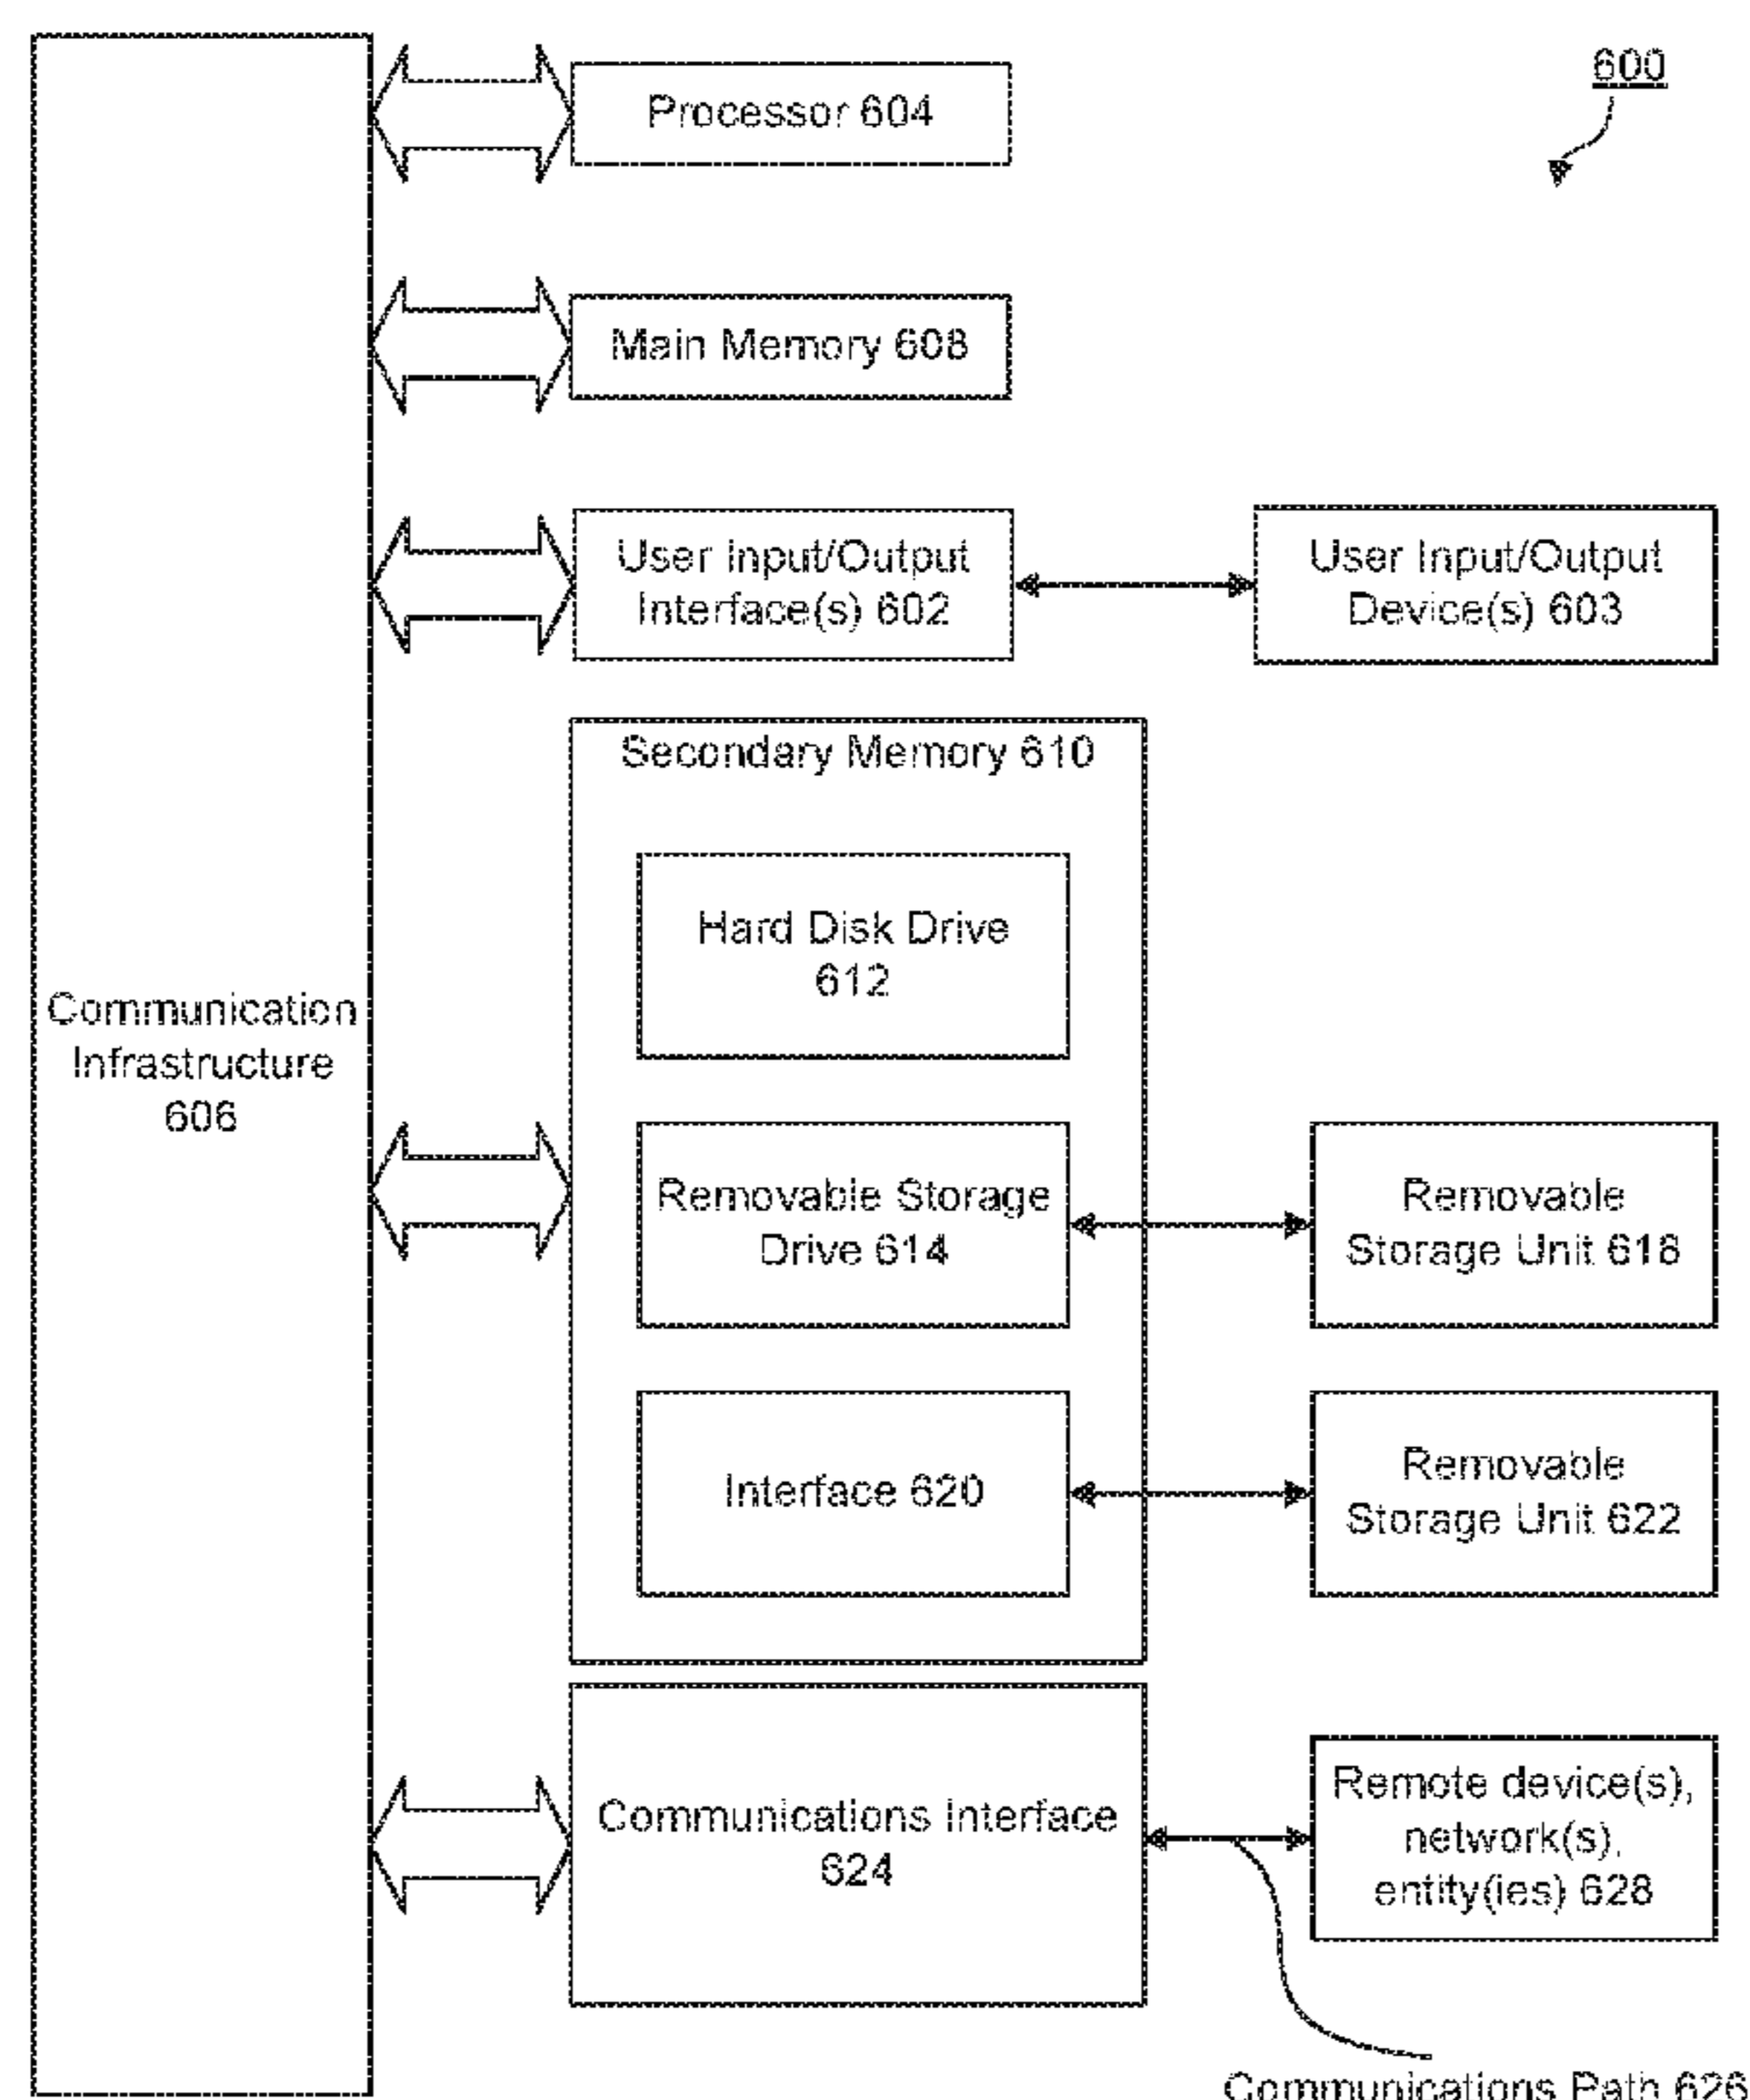 600
Processor 604
Main Memory 608
User Input/Output
Interface(s) 602
User Input/Output
Device(s) 603
Secondary Memory 610
Hard Disk Drive
612
Communication
Infrastructure
606
Removable Storage
Drive 614
Removable
Storage Unit 618
Interface 620
Removable
Storage Unit 622
Communications Interface
624
Remote device(s),
network(s),
entity(ies) 628
Communications Path 626